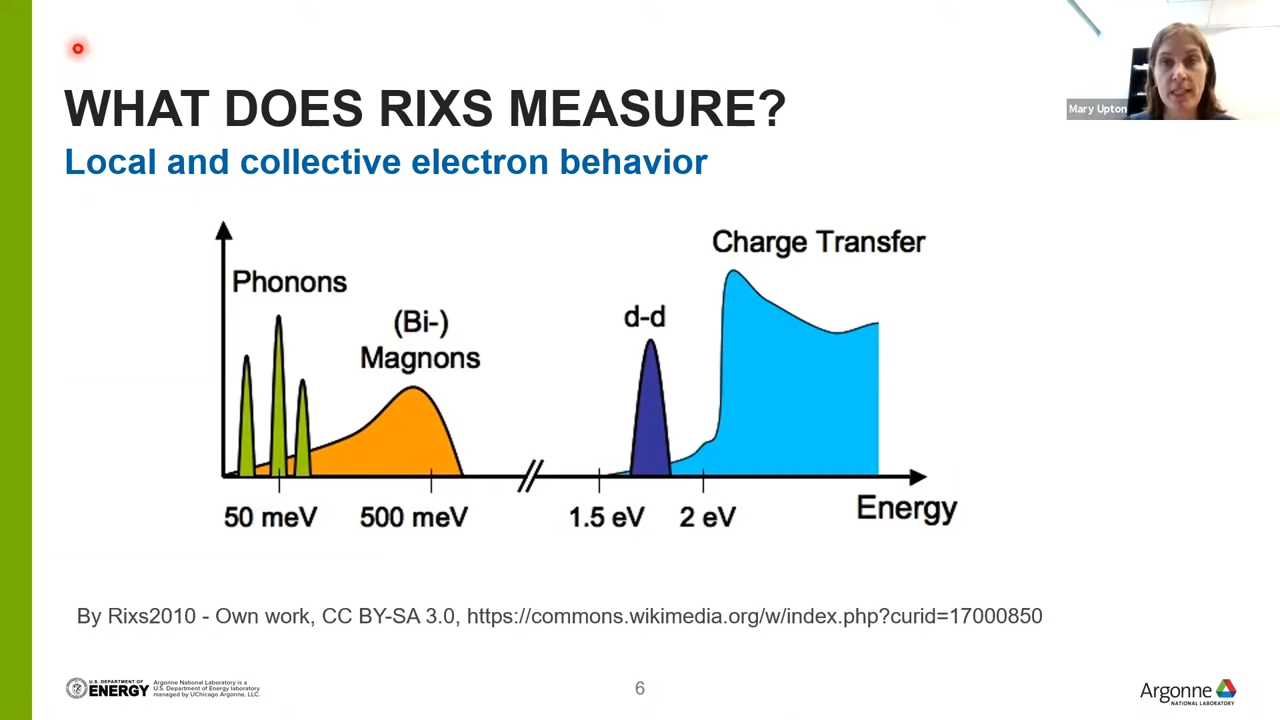 Mary Upton
WHAT DOES RIXS MEASURE?
Local and collective electron behavior
Charge Transfer
Phonons
(Bi-)
Magnons
d-d
50 meV
500 meV
1.5 eV
2 eV
Energy
By Rixs2010 - Own work, CC BY-SA 3.0, https://commons.wikimedia.org/w/index.php?curid=17000850
U.S. DEPARTMENT OF
ENERGY
Argonne National Laboratory is a
U.S. Department of Energy laboratory
managed by UChicago Argonne, LLC.
6
Argonne
NATIONAL LABORATORY